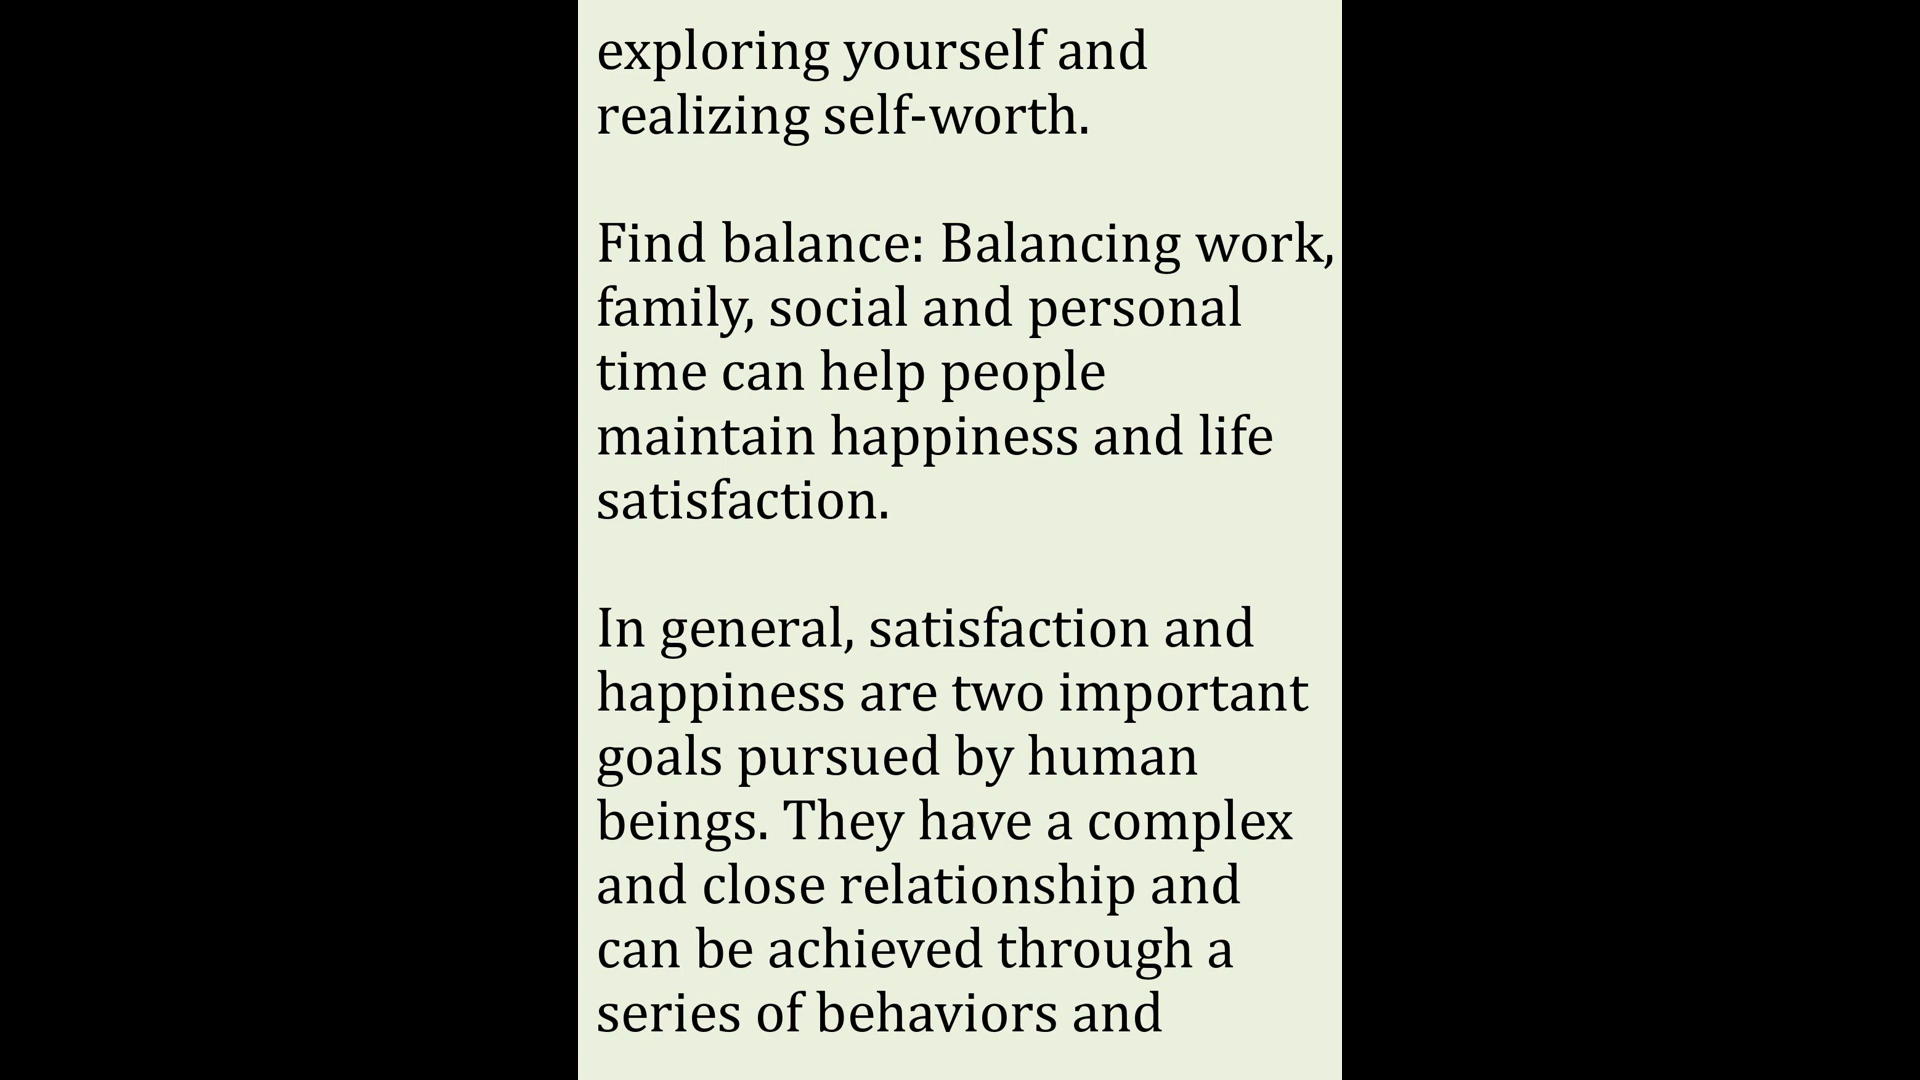 exploring yourself and
realizing self-worth.
Find balance: Balancing work,
family, social and personal
time can help people
maintain happiness and life
satisfaction.
In general, satisfaction and
happiness are two important
goals pursued by human
beings. They have a complex
and close relationship and
can be achieved through a
series of behaviors and